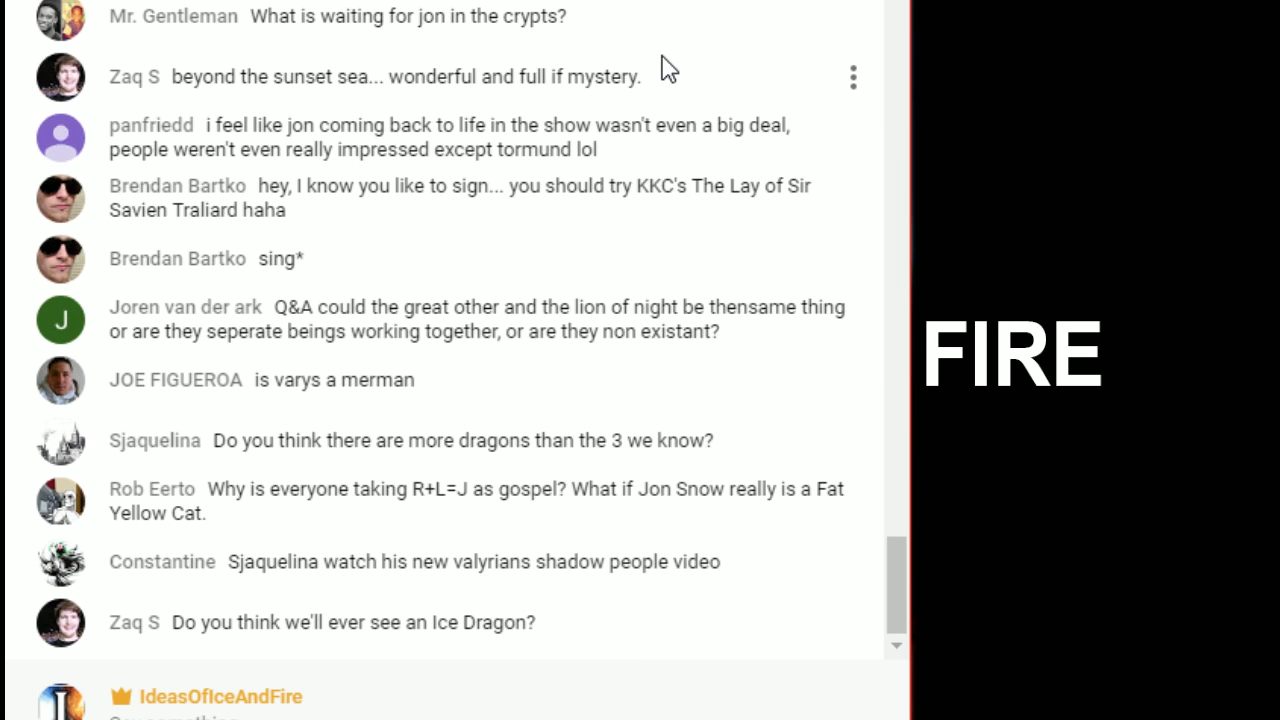 Mr. Gentleman What is waiting for jon in the crypts?
Zaq S beyond the sunset sea... wonderful and full if mystery.
panfriedd i feel like jon coming back to life in the show wasn't even a big deal,
people weren't even really impressed except tormund lol
Brendan Bartko hey, I know you like to sign... you should try KKC's The Lay of Sir
Savien Traliard haha
Brendan Bartko sing*
Joren van der ark Q&A could the great other and the lion of night be thensame thing
or are they seperate beings working together, or are they non existant?
JOE FIGUEROA is varys a merman
Sjaquelina Do you think there are more dragons than the 3 we know?
Rob Eerto Why is everyone taking R+L=J as gospel? What if Jon Snow really is a Fat
Yellow Cat.
Constantine Sjaquelina watch his new valyrians shadow people video
Zaq S Do you think we'll ever see an Ice Dragon?
IdeasOfIceAndFire
Say something...
J
I
FIRE